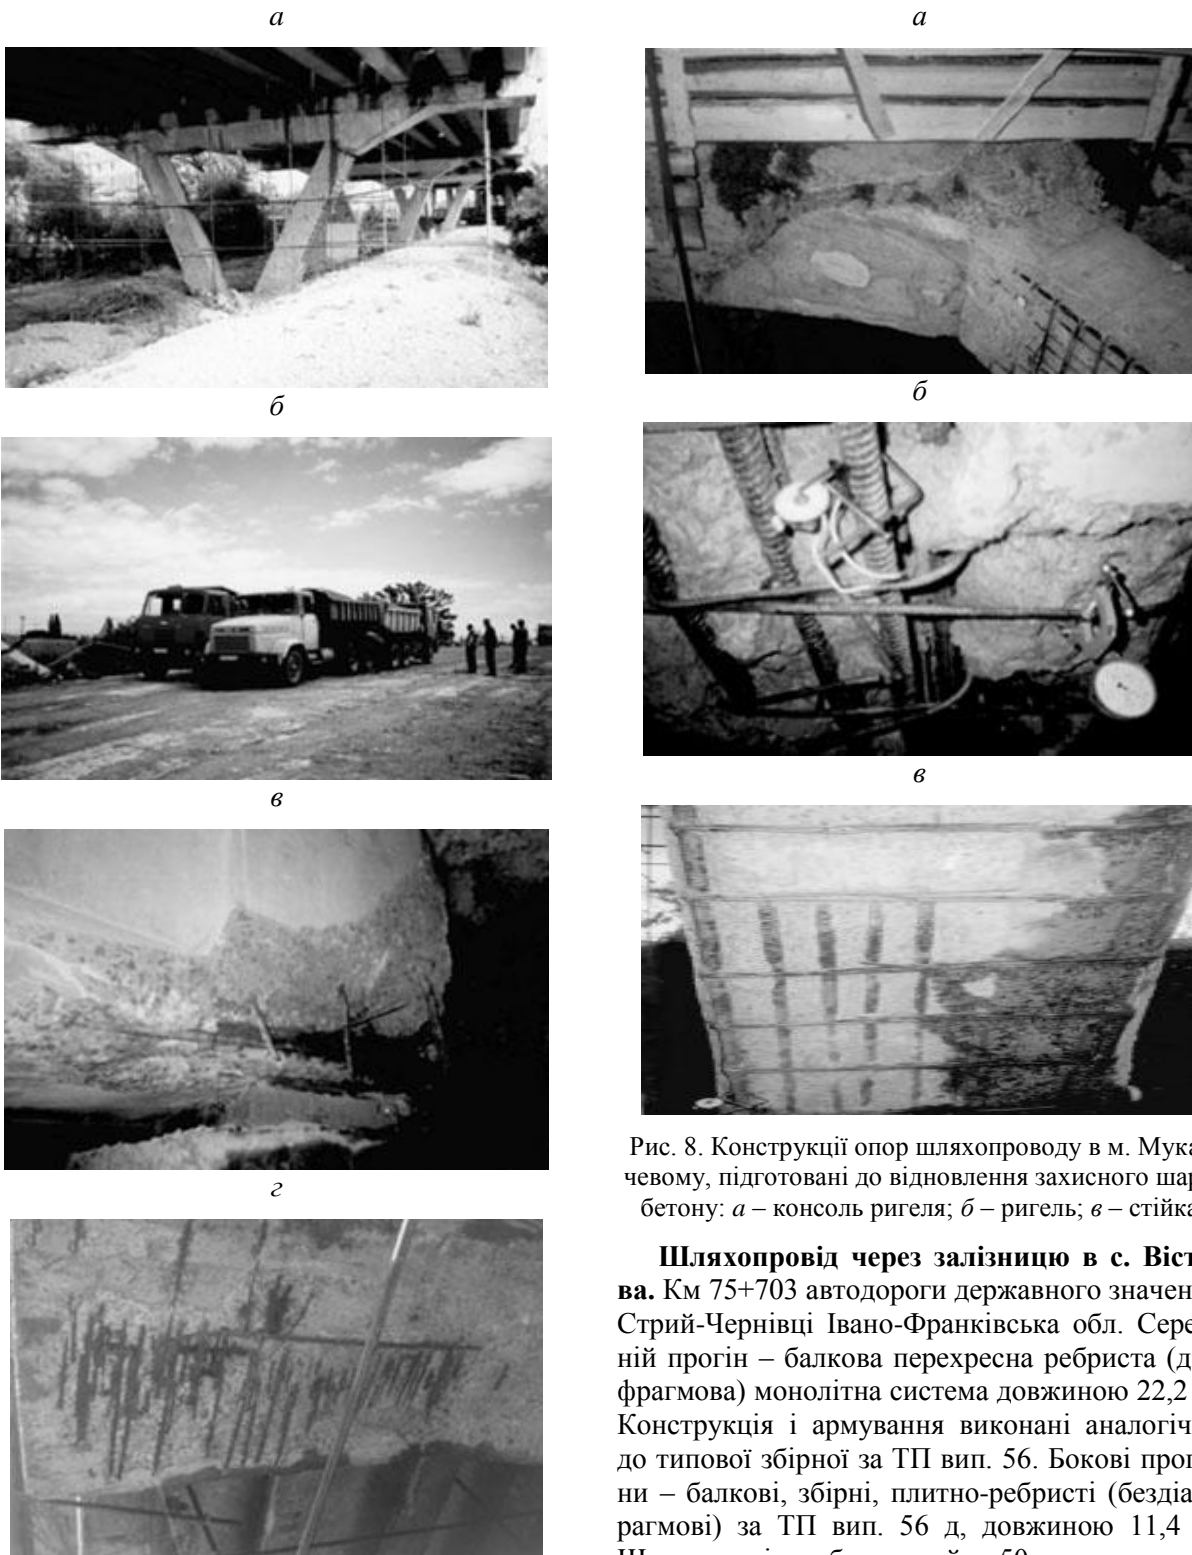 а
б
в
г
а
б
в
Рис. 8. Конструкції опор шляхопроводу в м. Мука
чевому, підготовані до відновлення захисного шар
бетону: а – консоль ригеля; б – ригель; в – стійка
Шляхопровід через залізницю в с. Віст
ва. Км 75+703 автодороги державного значен
Стрий-Чернівці Івано-Франківська обл. Сере
ній прогін – балкова перехресна ребриста (д
фрагмова) монолітна система довжиною 22,2
Конструкція і армування виконані аналогіч
до типової збірної за ТП вип. 56. Бокові прог
ни – балкові, збірні, плитно-ребристі (бездіа
рагмові) за ТП вип. 56 д, довжиною 11,4